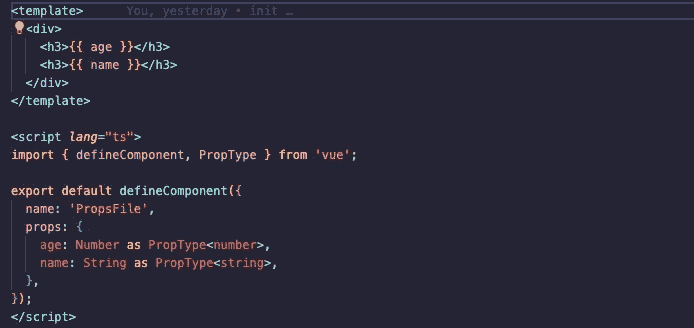 <template>    You, yesterday • init …
  <div>
    <h3>{{ age }}</h3>
    <h3>{{ name }}</h3>
  </div>
</template>

<script lang="ts">
import { defineComponent, PropType } from 'vue';

export default defineComponent({
  name: 'PropsFile',
  props: {
    age: Number as PropType<number>,
    name: String as PropType<string>,
  },
});
</script>